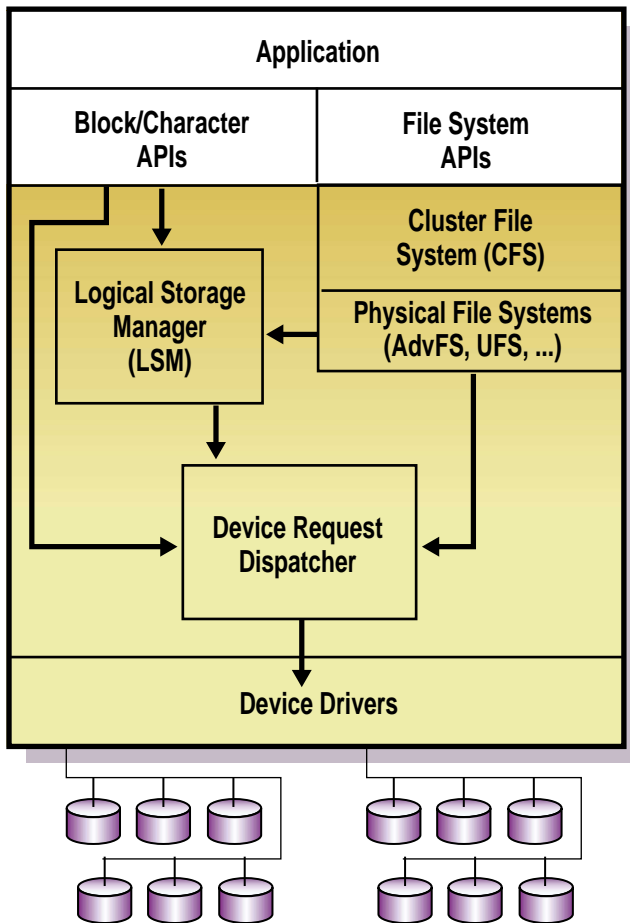 Application
Block/Character
APIs
File System
APIs
Cluster File
System (CFS)
Logical Storage
Manager
(LSM)
Physical File Systems
(AdvFS, UFS, ...)
Device Request
Dispatcher
Device Drivers